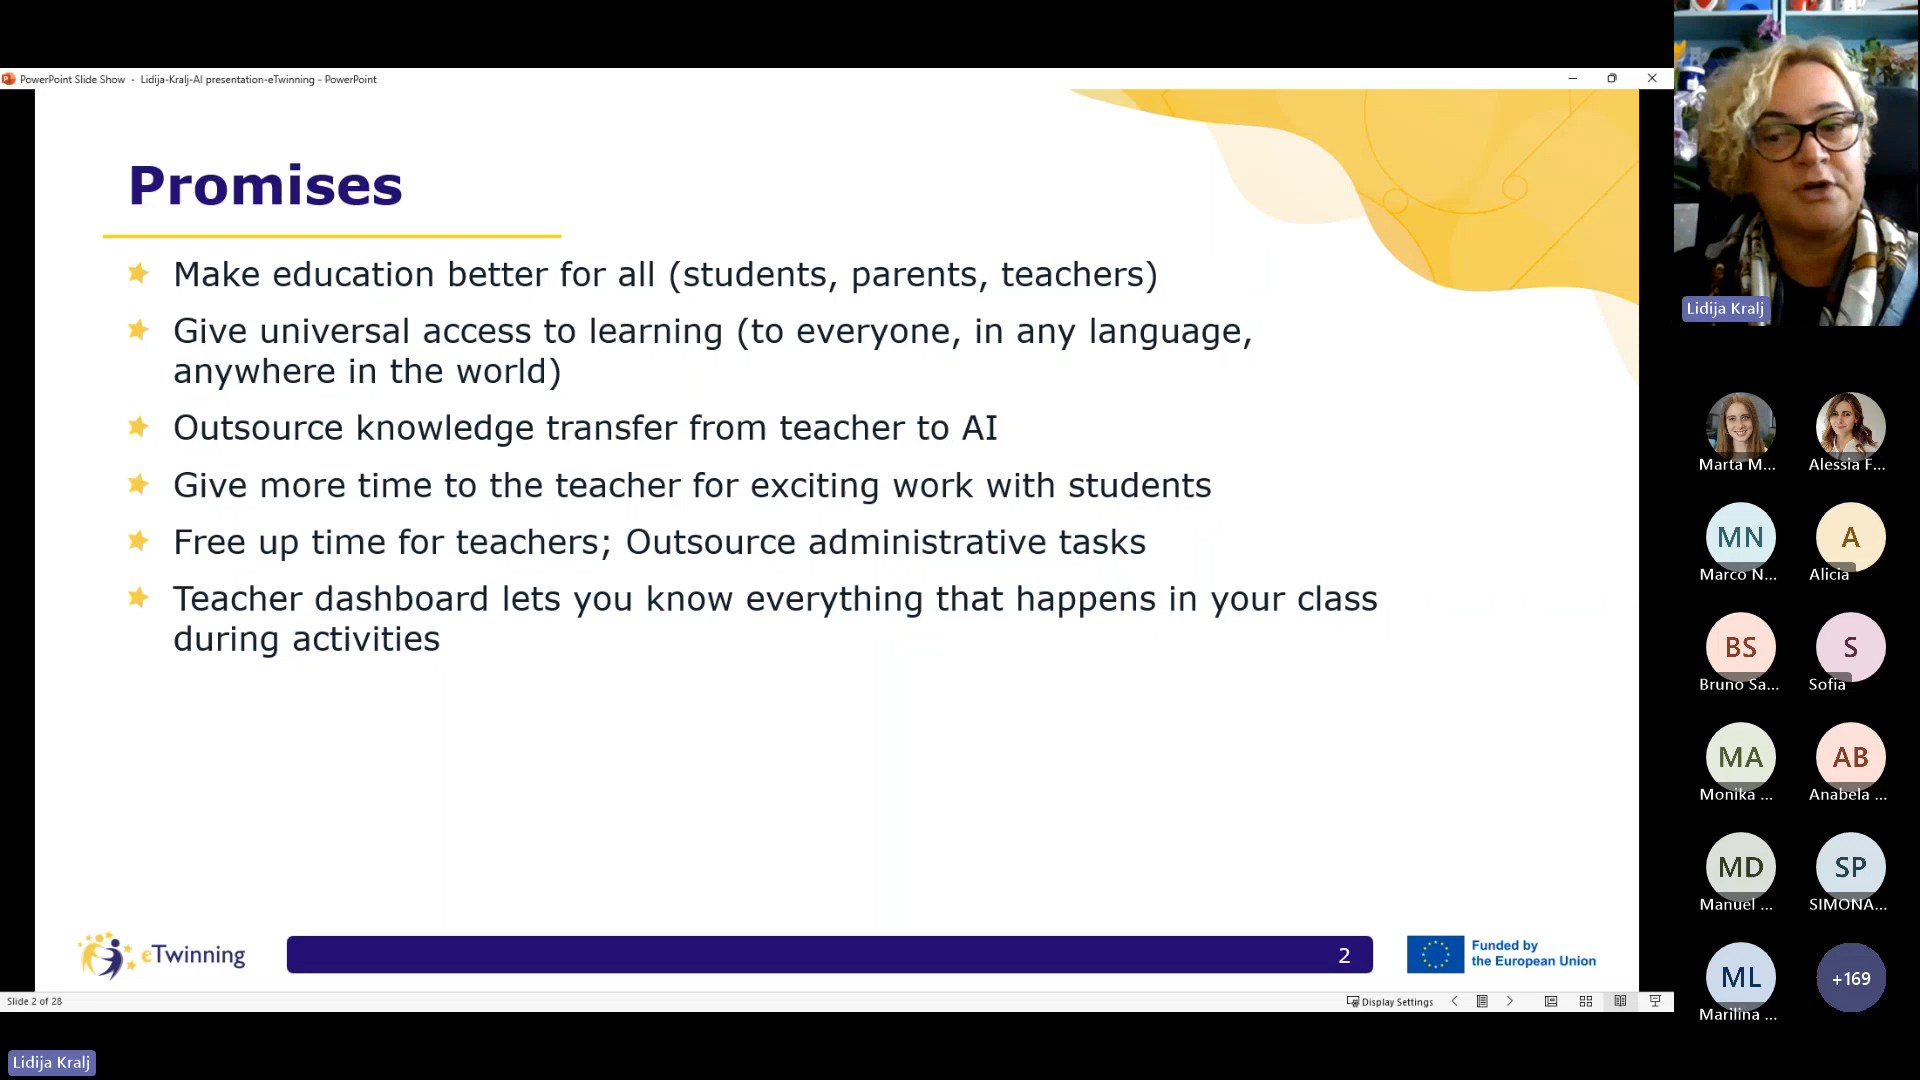 PowerPoint Slide Show - Lidija-Kralj-AI presentation-eTwinning - PowerPoint
Promises
Make education better for all (students, parents, teachers)
Give universal access to learning (to everyone, in any language,
anywhere in the world)
Outsource knowledge transfer from teacher to AI
Give more time to the teacher for exciting work with students
Free up time for teachers; Outsource administrative tasks
Teacher dashboard lets you know everything that happens in your class
during activities
eTwinning
2
Funded by
the European Union
Slide 2 of 28
Display Settings
Lidija Kralj
Lidija Kralj
Marta M...
Alessia F...
MN
Marco N...
A
Alicia
BS
Bruno Sa...
S
Sofia
MA
Monika ...
AB
Anabela ...
MD
Manuel ...
SP
SIMONA...
ML
Marilina ...
+169